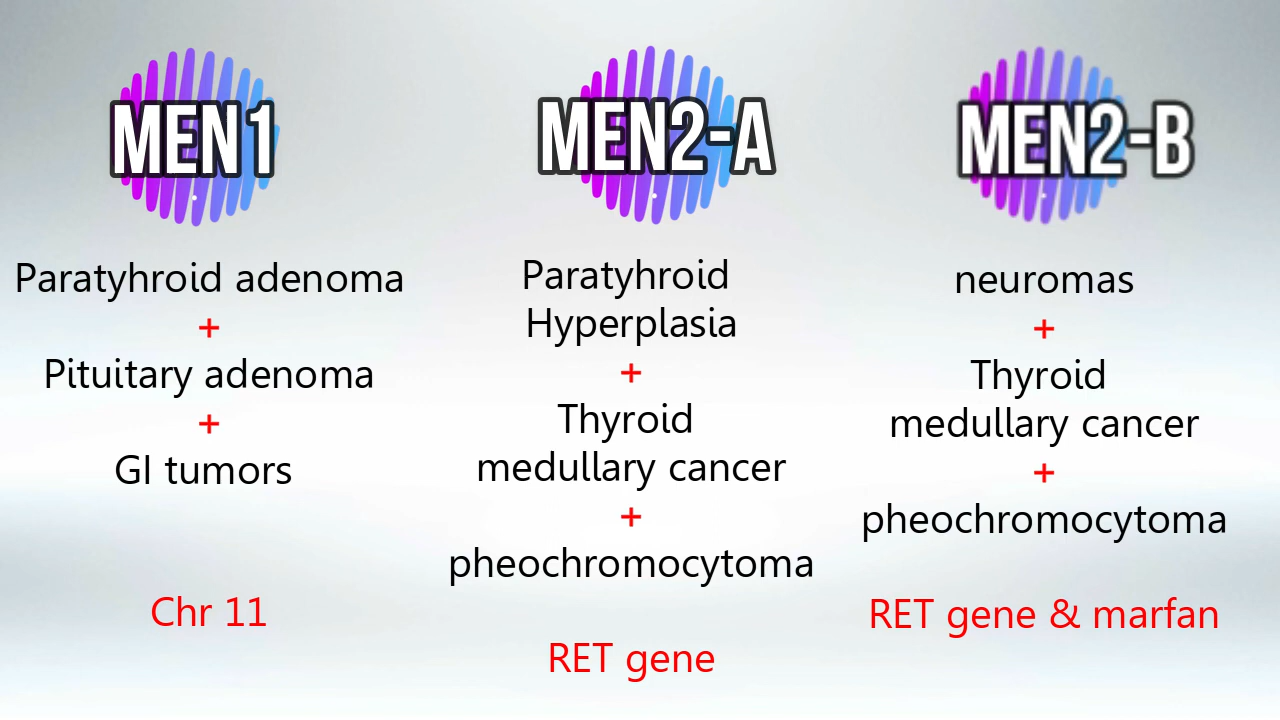 MEN1
Paratyhroid adenoma
+
Pituitary adenoma
+
GI tumors
Chr 11
MEN2-A
Paratyhroid
Hyperplasia
+
Thyroid
medullary cancer
+
pheochromocytoma
RET gene
MEN2-B
neuromas
+
Thyroid
medullary cancer
+
pheochromocytoma
RET gene & marfan